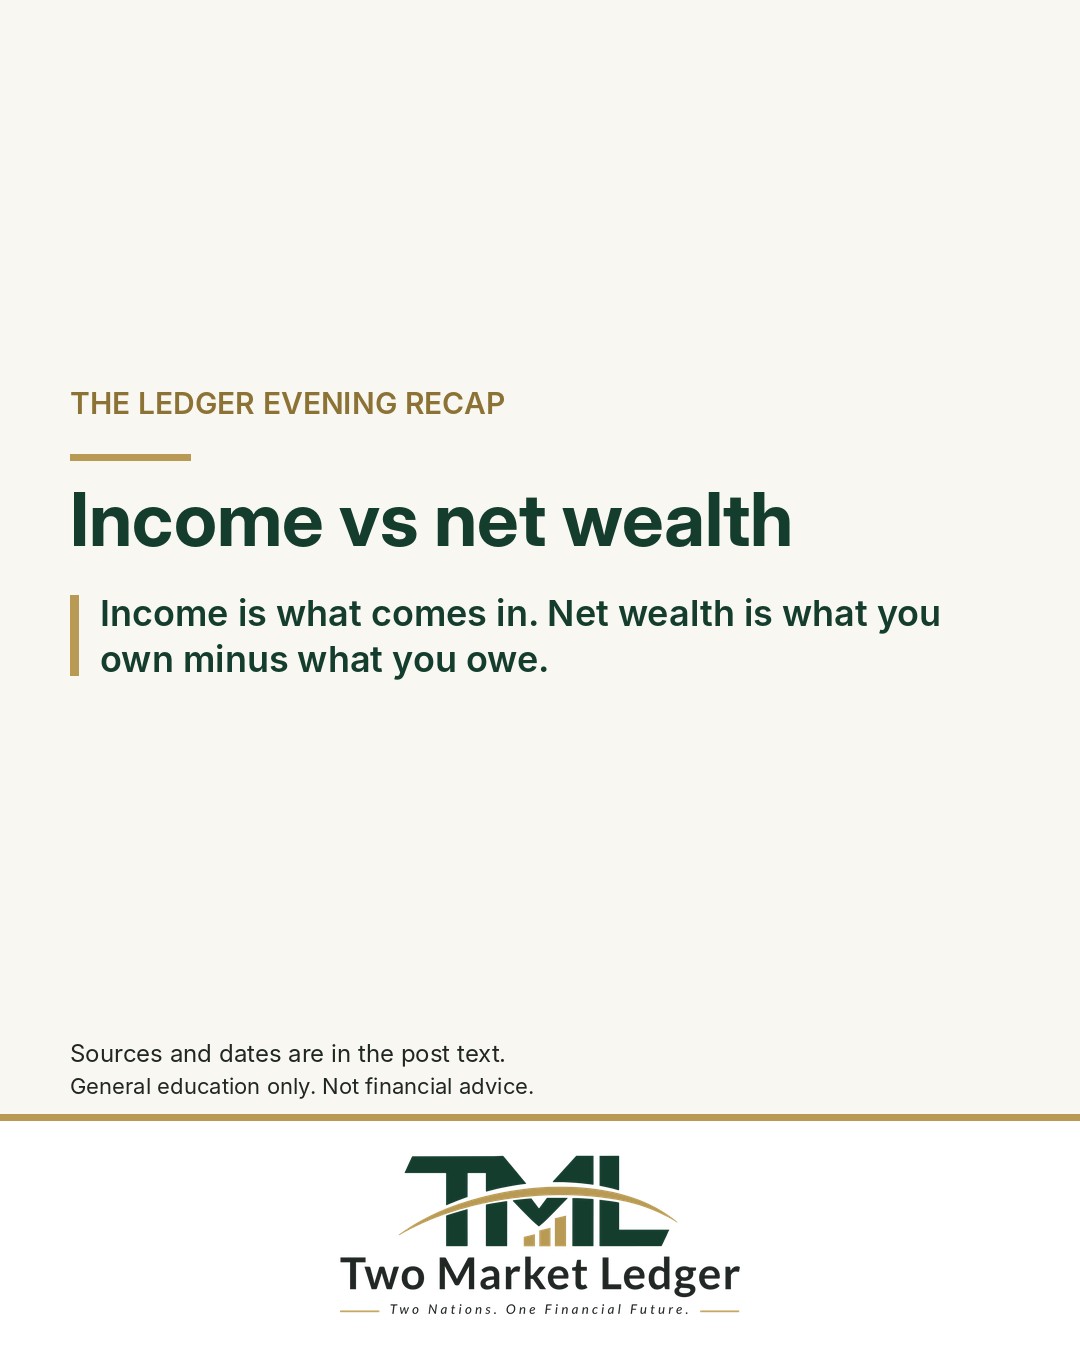 THE LEDGER EVENING RECAP
Income vs net wealth
Income is what comes in. Net wealth is what you
own minus what you owe.
Sources and dates are in the post text.
General education only. Not financial advice.
TML
Two Market Ledger
Two Nations. One Financial Future.